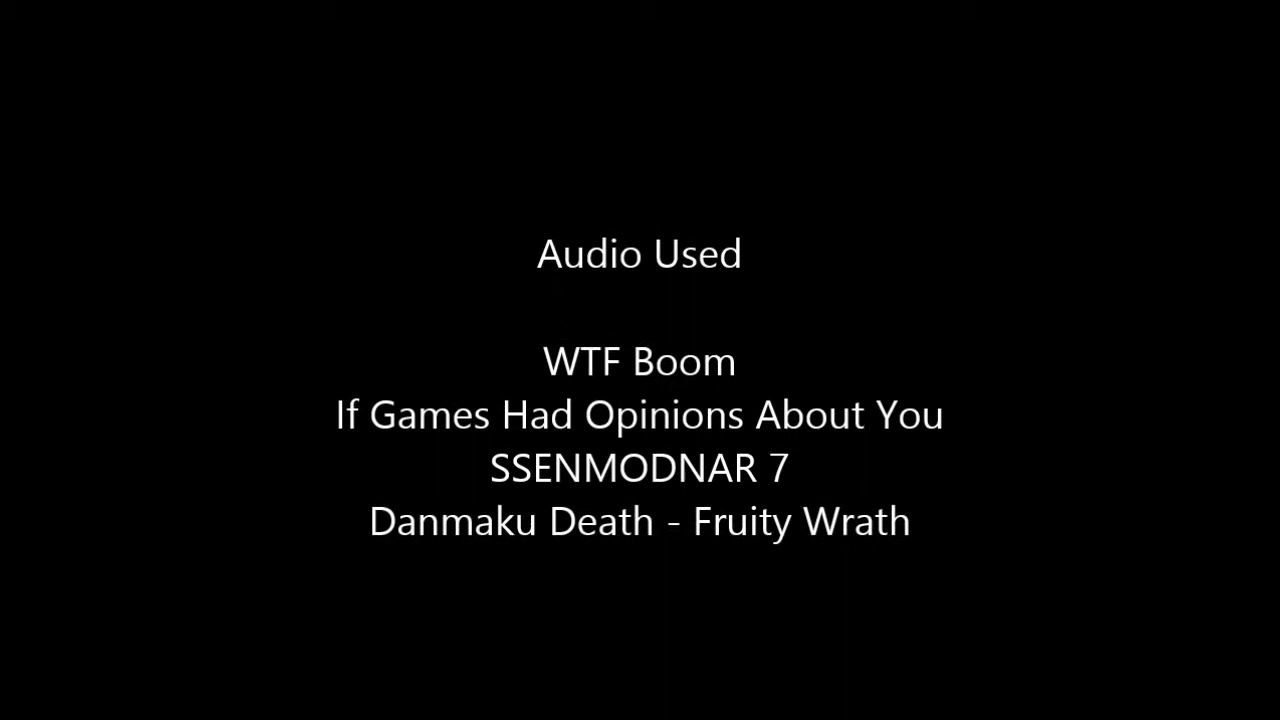 Audio Used
WTF Boom
If Games Had Opinions About You
SSENMODNAR 7
Danmaku Death - Fruity Wrath